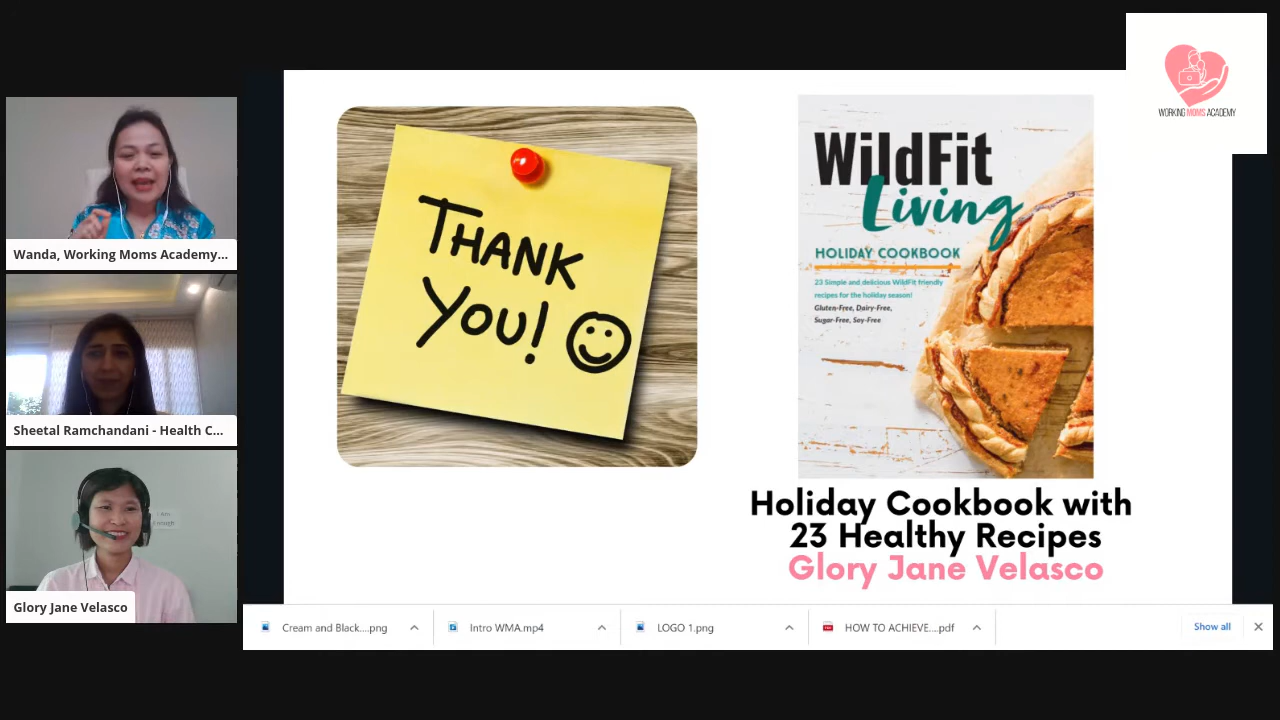 WORKING MOMS ACADEMY
Wanda, Working Moms Academy...
Sheetal Ramchandani - Health C...
I Am
Enough
Glory Jane Velasco
THANK
YOU!
WildFit
Living
HOLIDAY COOKBOOK
23 Simple and delicious WildFit friendly
recipes for the holiday season!
Gluten-Free, Dairy-Free,
Sugar-Free, Soy-Free
Holiday Cookbook with
23 Healthy Recipes
Glory Jane Velasco
Cream and Black....png
Intro WMA.mp4
LOGO 1.png
HOW TO ACHIEVE....pdf
Show all